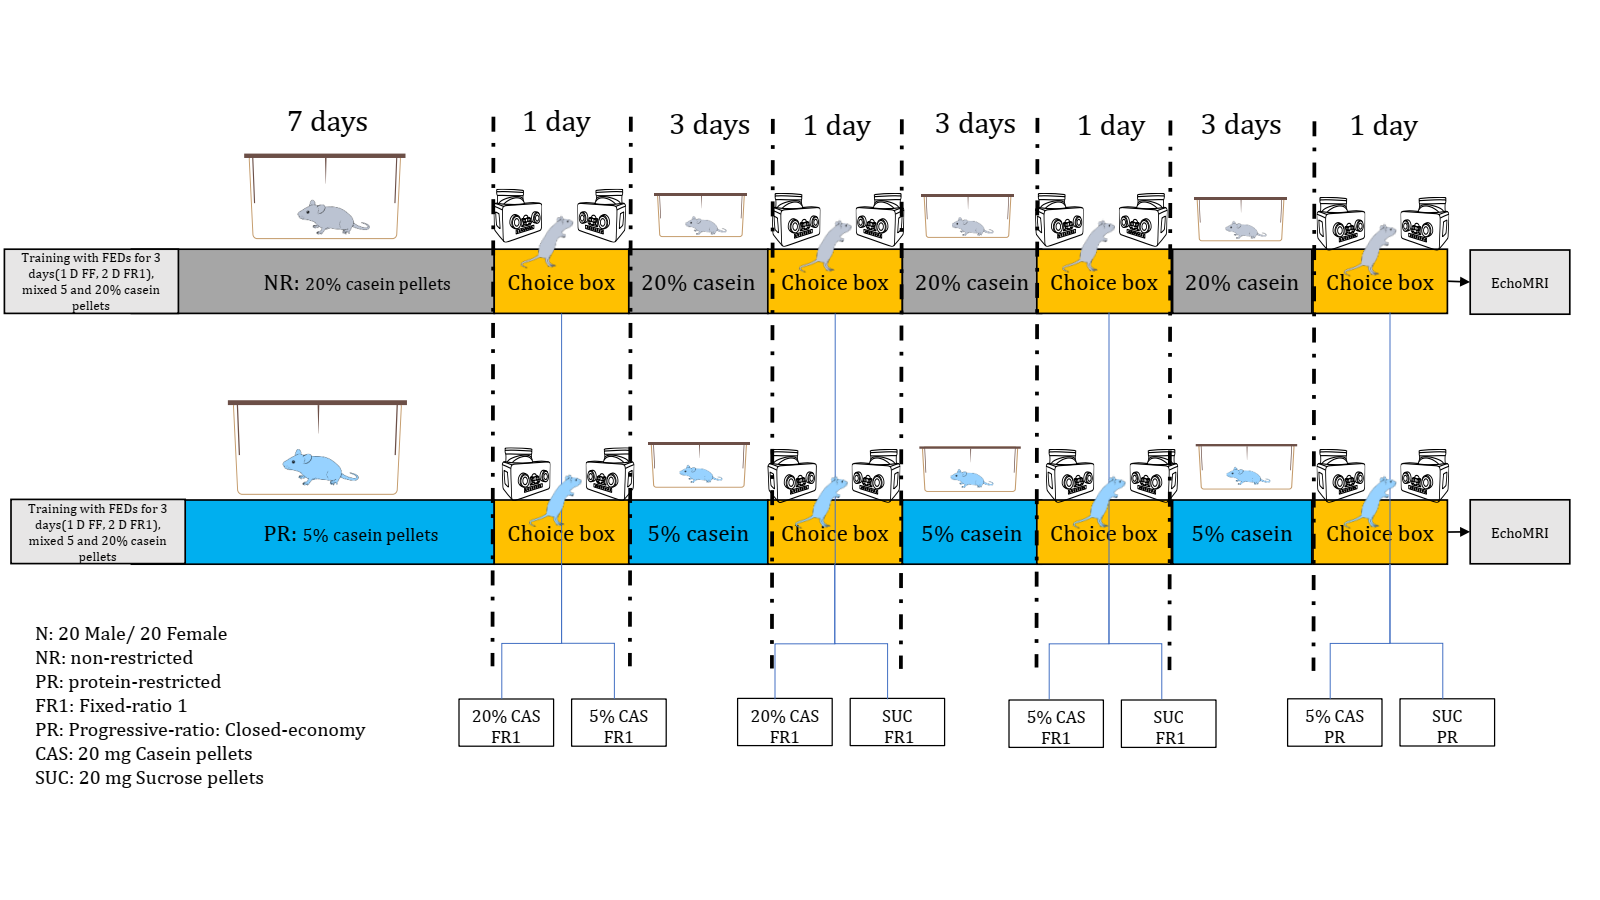 7 days
1 day
3 days
1 day
3 days
1 day
3 days
1 day
Training with FEDs for 3
days(1 D FF, 2 D FR1),
mixed 5 and 20% casein
pellets
NR: 20% casein pellets
Choice box
20% casein
Choice box
20% casein
Choice box
20% casein
Choice box
EchoMRI
Training with FEDs for 3
days(1 D FF, 2 D FR1),
mixed 5 and 20% casein
pellets
PR: 5% casein pellets
Choice box
5% casein
Choice box
5% casein
Choice box
5% casein
Choice box
EchoMRI
N: 20 Male/ 20 Female
NR: non-restricted
PR: protein-restricted
FR1: Fixed-ratio 1
PR: Progressive-ratio: Closed-economy
CAS: 20 mg Casein pellets
SUC: 20 mg Sucrose pellets
20% CAS
FR1
5% CAS
FR1
20% CAS
FR1
SUC
FR1
5% CAS
FR1
SUC
FR1
5% CAS
PR
SUC
PR